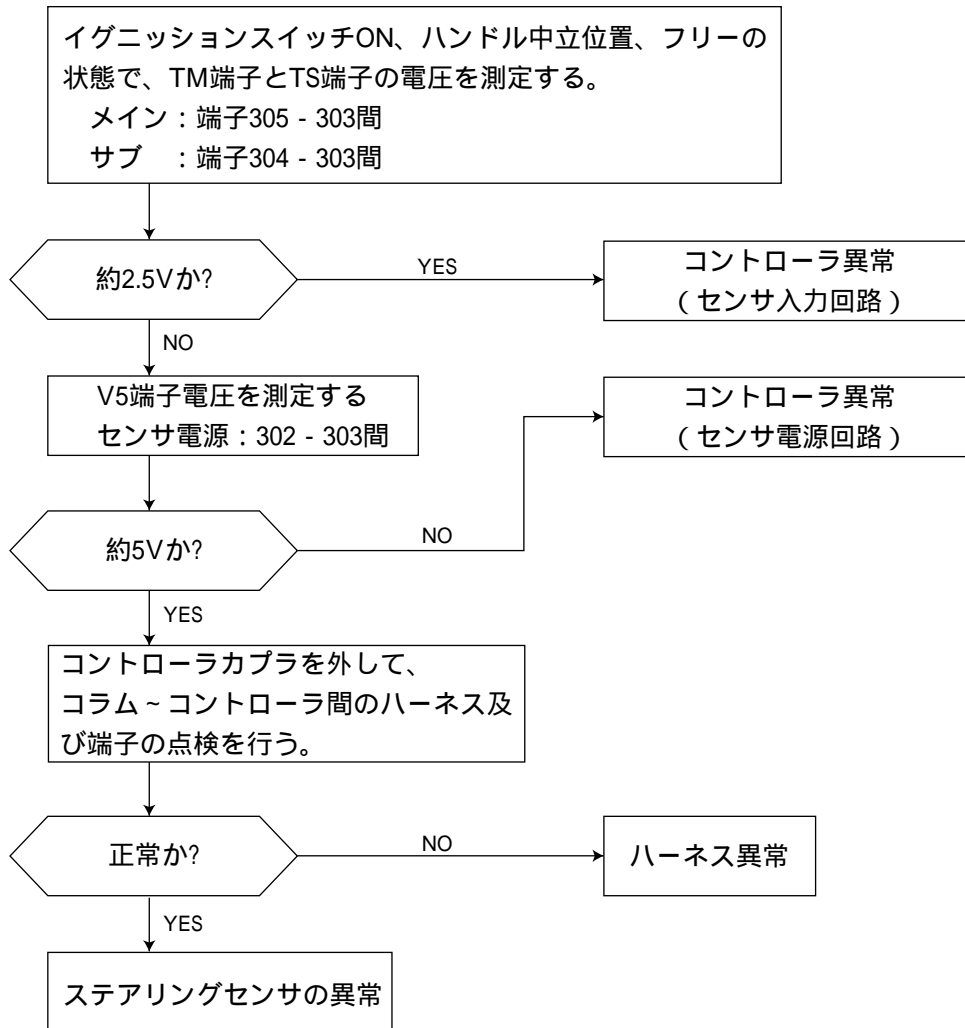 イグニッションスイッチON、ハンドル中立位置、フリーの
状態で、TM端子とTS端子の電圧を測定する。
メイン：端子305 - 303間
サブ　：端子304 - 303間
約2.5Vか?
YES
コントローラ異常
（センサ入力回路）
NO
V5端子電圧を測定する
センサ電源：302 - 303間
コントローラ異常
（センサ電源回路）
約5Vか?
NO
YES
コントローラカプラを外して、
コラム～コントローラ間のハーネス及
び端子の点検を行う。
正常か?
NO
ハーネス異常
YES
ステアリングセンサの異常